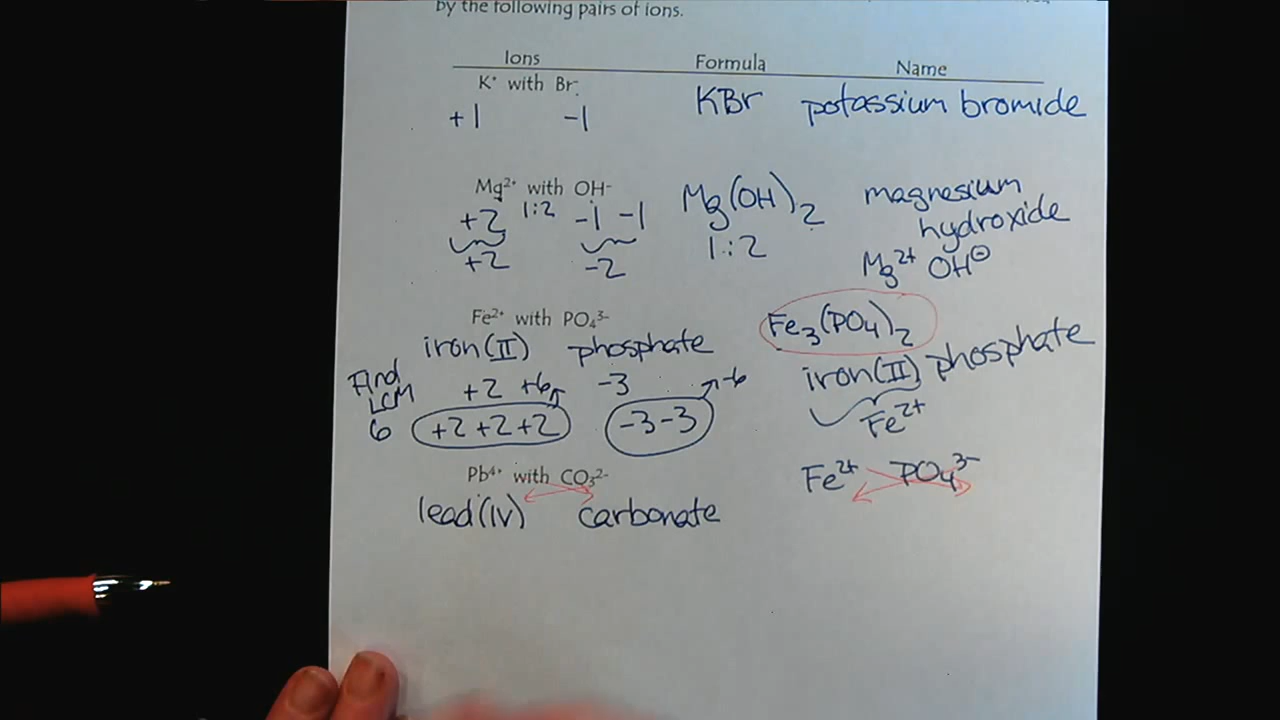 by the following pairs of ions.
Ions Formula Name
K⁺ with Br⁻ KBr potassium bromide
+1 -1
Mg²⁺ with OH⁻ Mg(OH)₂ magnesium
+2 1:2 -1 -1 hydroxide
+2 -2 1:2 Mg²⁺ OH⊖
Fe²⁺ with PO₄³⁻ Fe₃(PO₄)₂
iron(II) phosphate iron(II) phosphate
Find +2 +6 -3 -6
LCM
6 +2 +2 +2 -3-3 Fe²⁺
Pb⁴⁺ with CO₃²⁻ Fe²⁺ PO₄³⁻
lead(IV) carbonate